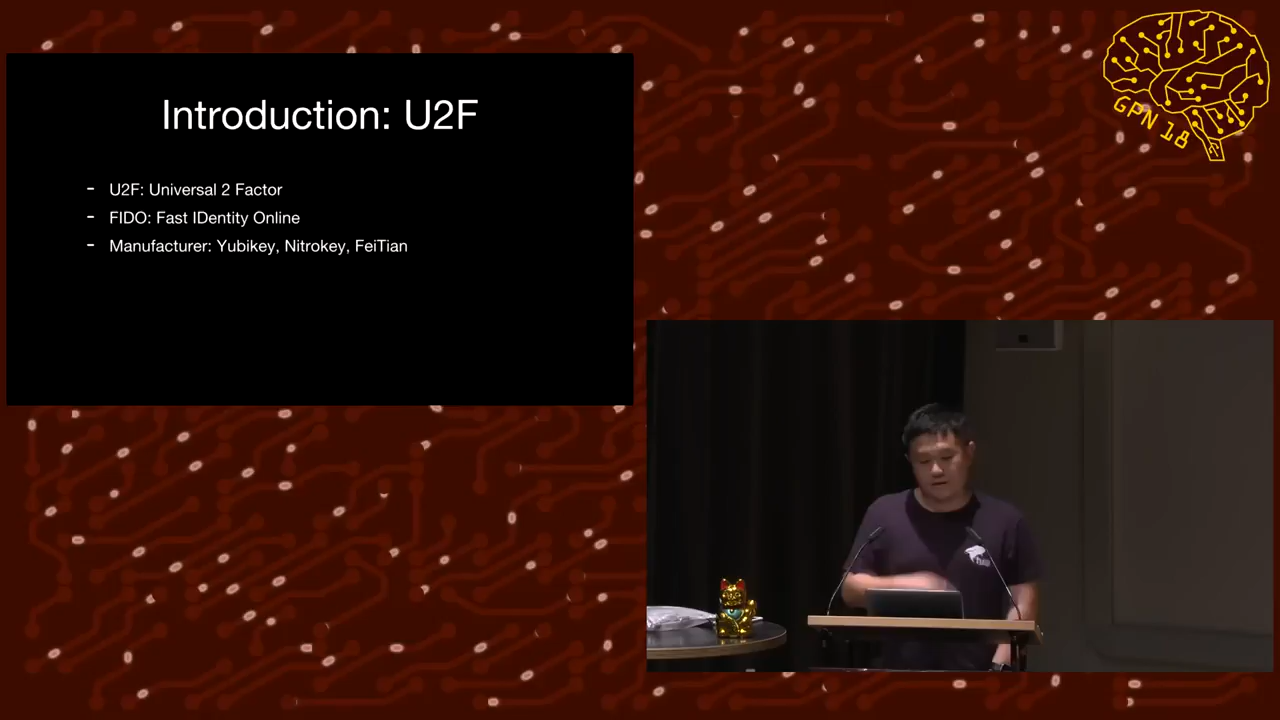 Introduction: U2F
- U2F: Universal 2 Factor
- FIDO: Fast IDentity Online
- Manufacturer: Yubikey, Nitrokey, FeiTian
GPN 18